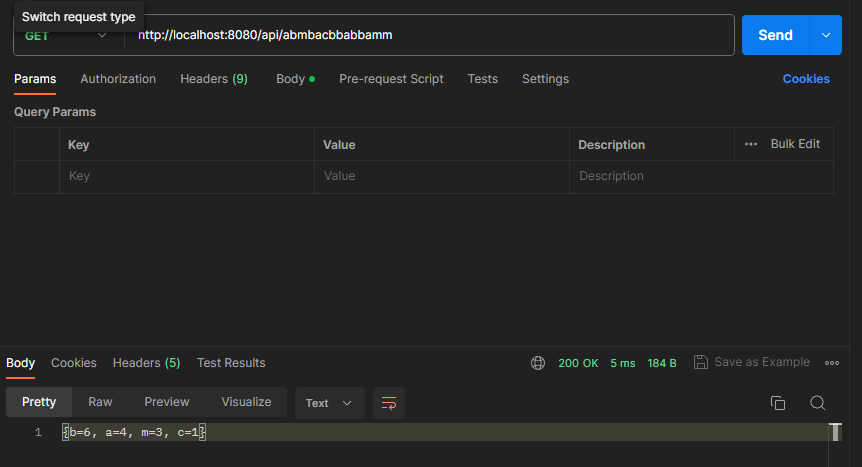 Switch request type
GET http://localhost:8080/api/abmbacbbabbamm Send
Params Authorization Headers (9) Body Pre-request Script Tests Settings Cookies
Query Params
Key Value Description ••• Bulk Edit
Key Value Description
Body Cookies Headers (5) Test Results 200 OK 5 ms 184 B Save as Example
Pretty Raw Preview Visualize Text
1 {b=6, a=4, m=3, c=1}